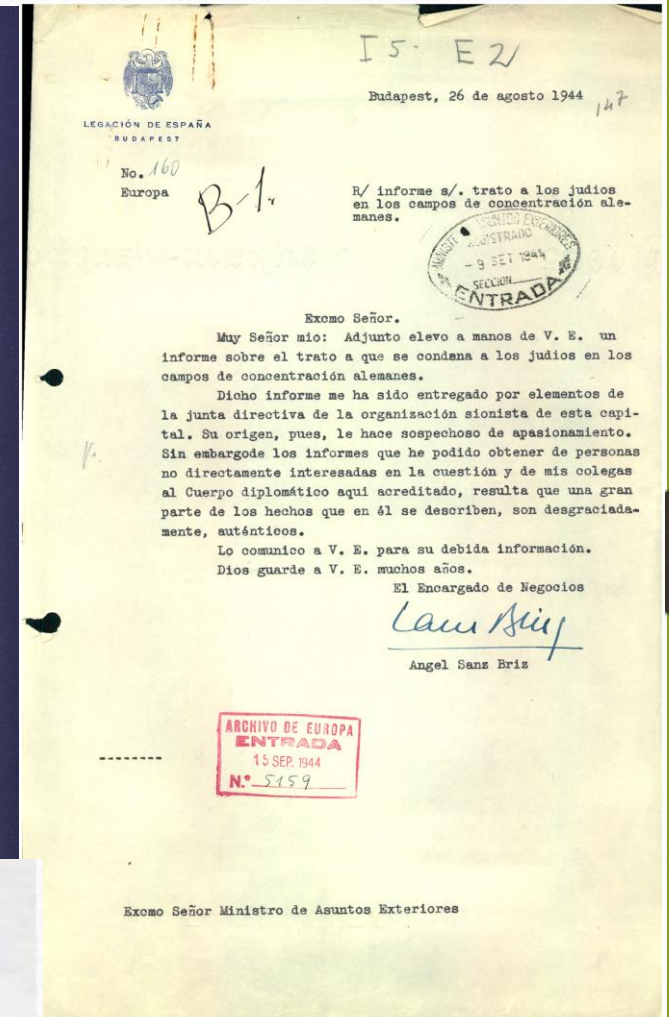 I5- E2
Budapest, 26 de agosto 1944
147
LEGACIÓN DE ESPAÑA
BUDAPEST
No. 160
Europa
B-1.
R/ informe s/. trato a los judios
en los campos de concentración ale-
manes.
ASUNTOS EXTERIORES
REGISTRADO
- 9 SET 1944
SECCION
ENTRADA
Excmo Señor.
Muy Señor mio: Adjunto elevo a manos de V. E. un
informe sobre el trato a que se condena a los judios en los
campos de concentración alemanes.
Dicho informe me ha sido entregado por elementos de
la junta directiva de la organización sionista de esta capi-
tal. Su origen, pues, le hace sospechoso de apasionamiento.
Sin embargode los informes que he podido obtener de personas
no directamente interesadas en la cuestión y de mis colegas
al Cuerpo diplomático aqui acreditado, resulta que una gran
parte de los hechos que en él se describen, son desgraciada-
mente, auténticos.
Lo comunico a V. E. para su debida información.
Dios guarde a V. E. muchos años.
El Encargado de Negocios
Angel Sanz Briz
ARCHIVO DE EUROPA
ENTRADA
15 SEP. 1944
N.º 5159
---------
Excmo Señor Ministro de Asuntos Exteriores